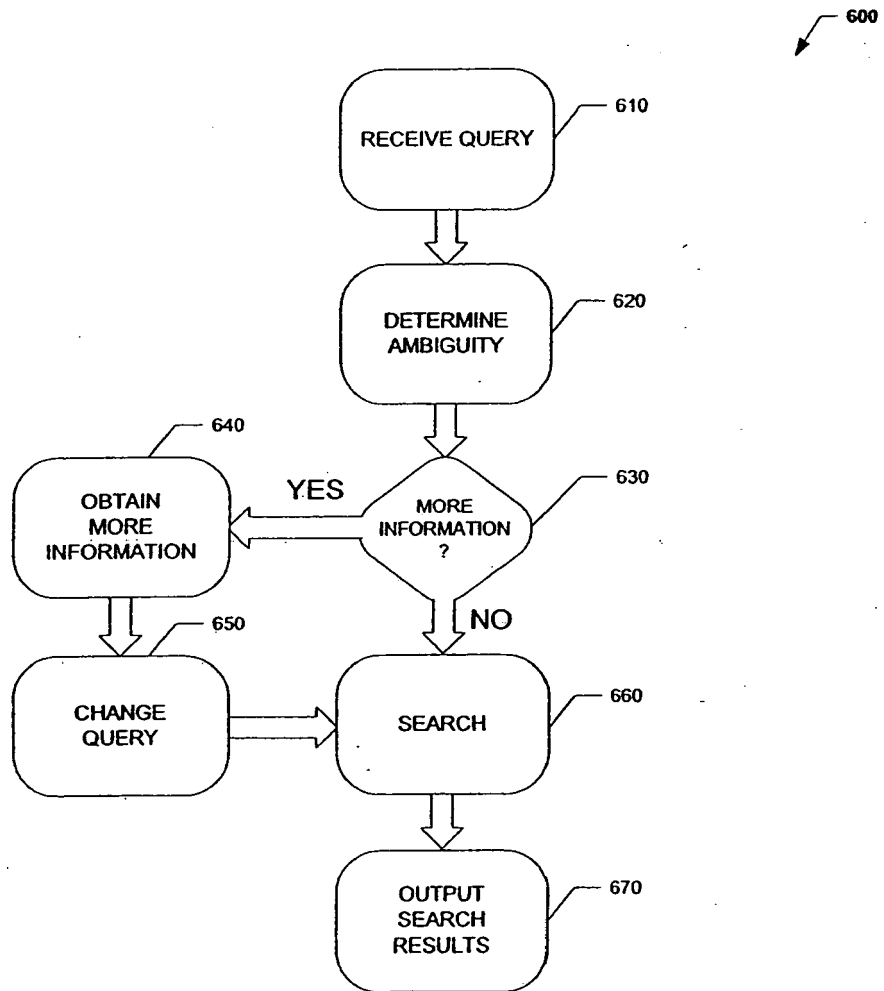 600
RECEIVE QUERY
610
DETERMINE
AMBIGUITY
620
640
YES
MORE
INFORMATION
?
630
OBTAIN
MORE
INFORMATION
NO
650
CHANGE
QUERY
SEARCH
660
OUTPUT
SEARCH
RESULTS
670